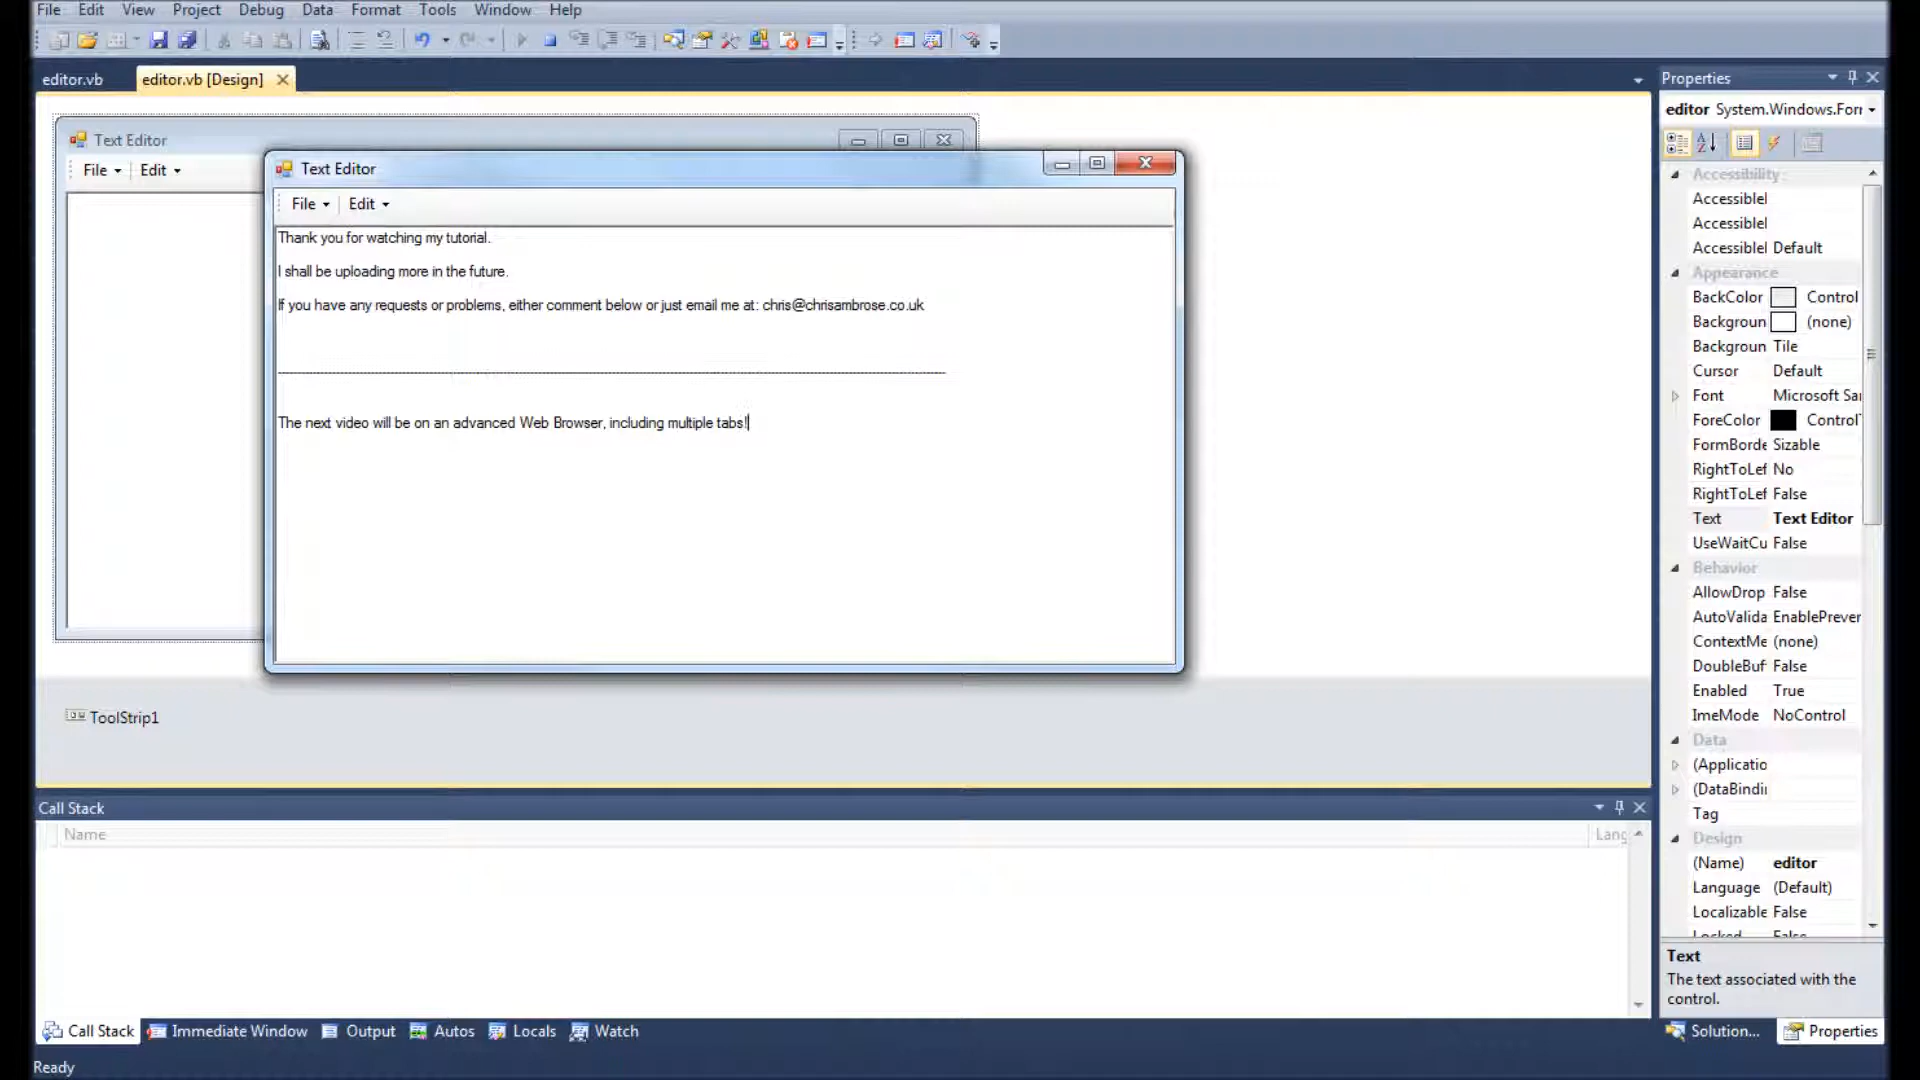 File Edit View Project Debug Data Format Tools Window Help
editor.vb editor.vb [Design]
Text Editor
File Edit
Text Editor
File Edit
Thank you for watching my tutorial.
I shall be uploading more in the future.
If you have any requests or problems, either comment below or just email me at: chris@chrisambrose.co.uk
The next video will be on an advanced Web Browser, including multiple tabs!
ToolStrip1
Call Stack
Name Lang
Call Stack Immediate Window Output Autos Locals Watch
Ready
Properties
editor System.Windows.Forr
Accessibility
Accessiblel
Accessiblel
Accessiblel Default
Appearance
BackColor Control
Backgroun (none)
Backgroun Tile
Cursor Default
Font Microsoft Sa
ForeColor Control
FormBorde Sizable
RightToLef No
RightToLef False
Text Text Editor
UseWaitCu False
Behavior
AllowDrop False
AutoValida EnablePrever
ContextMe (none)
DoubleBuf False
Enabled True
ImeMode NoControl
Data
(Applicatio
(DataBindi
Tag
Design
(Name) editor
Language (Default)
Localizable False
Locked False
Text
The text associated with the
control.
Solution... Properties